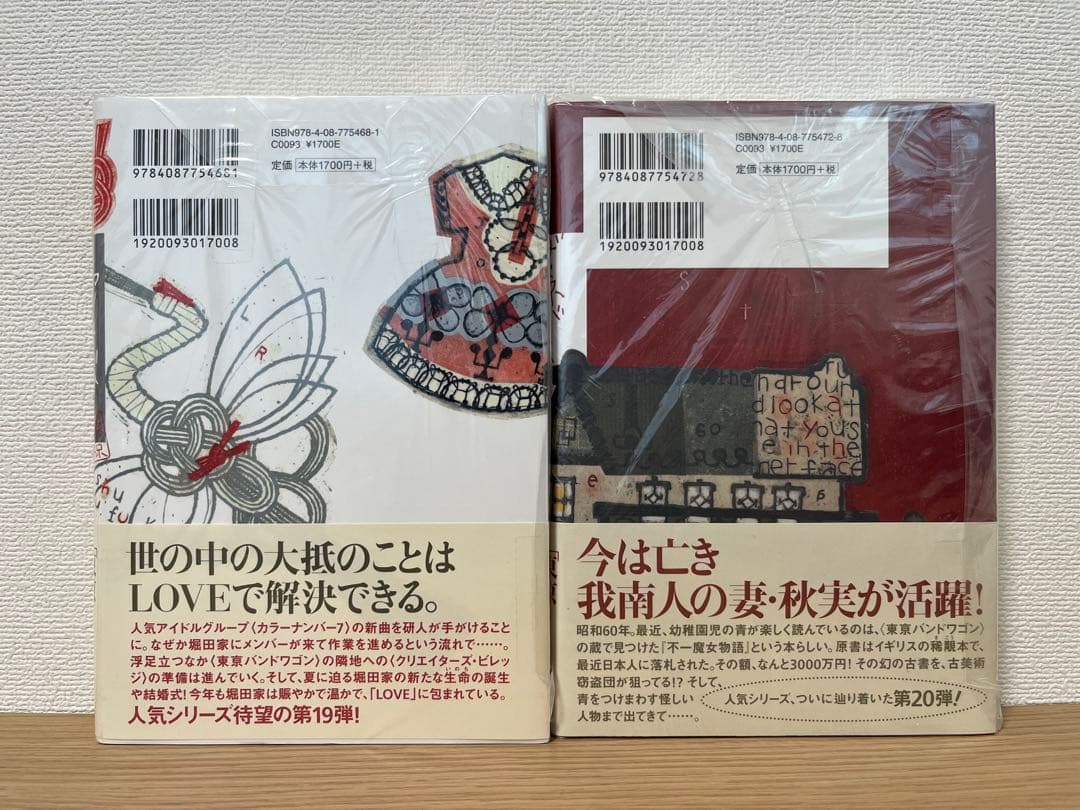 ISBN978-4-08-775468-1
C0093 ¥1700E
定価 本体1700円+税
9784087754681
1920093017008
L
R
shu
fu
世の中の大抵のことは
LOVEで解決できる。
人気アイドルグループ〈カラーナンバー7〉の新曲を研人が手がけること
に。なぜか堀田家にメンバーが来て作業を進めるという流れで……。
浮足立つなか〈東京バンドワゴン〉の隣地への〈クリエイターズ・ビレッ
ジ〉の準備は進んでいく。そして、夏に迫る堀田家の新たな生命の誕生
いのち
や結婚式! 今年も堀田家は賑やかで温かで、「LOVE」に包まれている。
人気シリーズ待望の第19弾!
ISBN978-4-08-775472-8
C0093 ¥1700E
定価 本体1700円+税
9784087754728
1920093017008
S t
the
n
harour
dlookat
so hat you's
e in the
her face
e
今は亡き
我南人の妻・秋実が活躍!
昭和60年。最近、幼稚園児の青が楽しく読んでいるのは、〈東京バンドワゴン〉
の蔵で見つけた『不一魔女物語』という本らしい。原書はイギリスの稀覯本で、
最近日本人に落札された。その額、なんと3000万円! その幻の古書を、古美術
窃盗団が狙ってる!? そして、
青をつけまわす怪しい
人物まで出てきて……。
人気シリーズ、ついに辿り着いた第20弾!